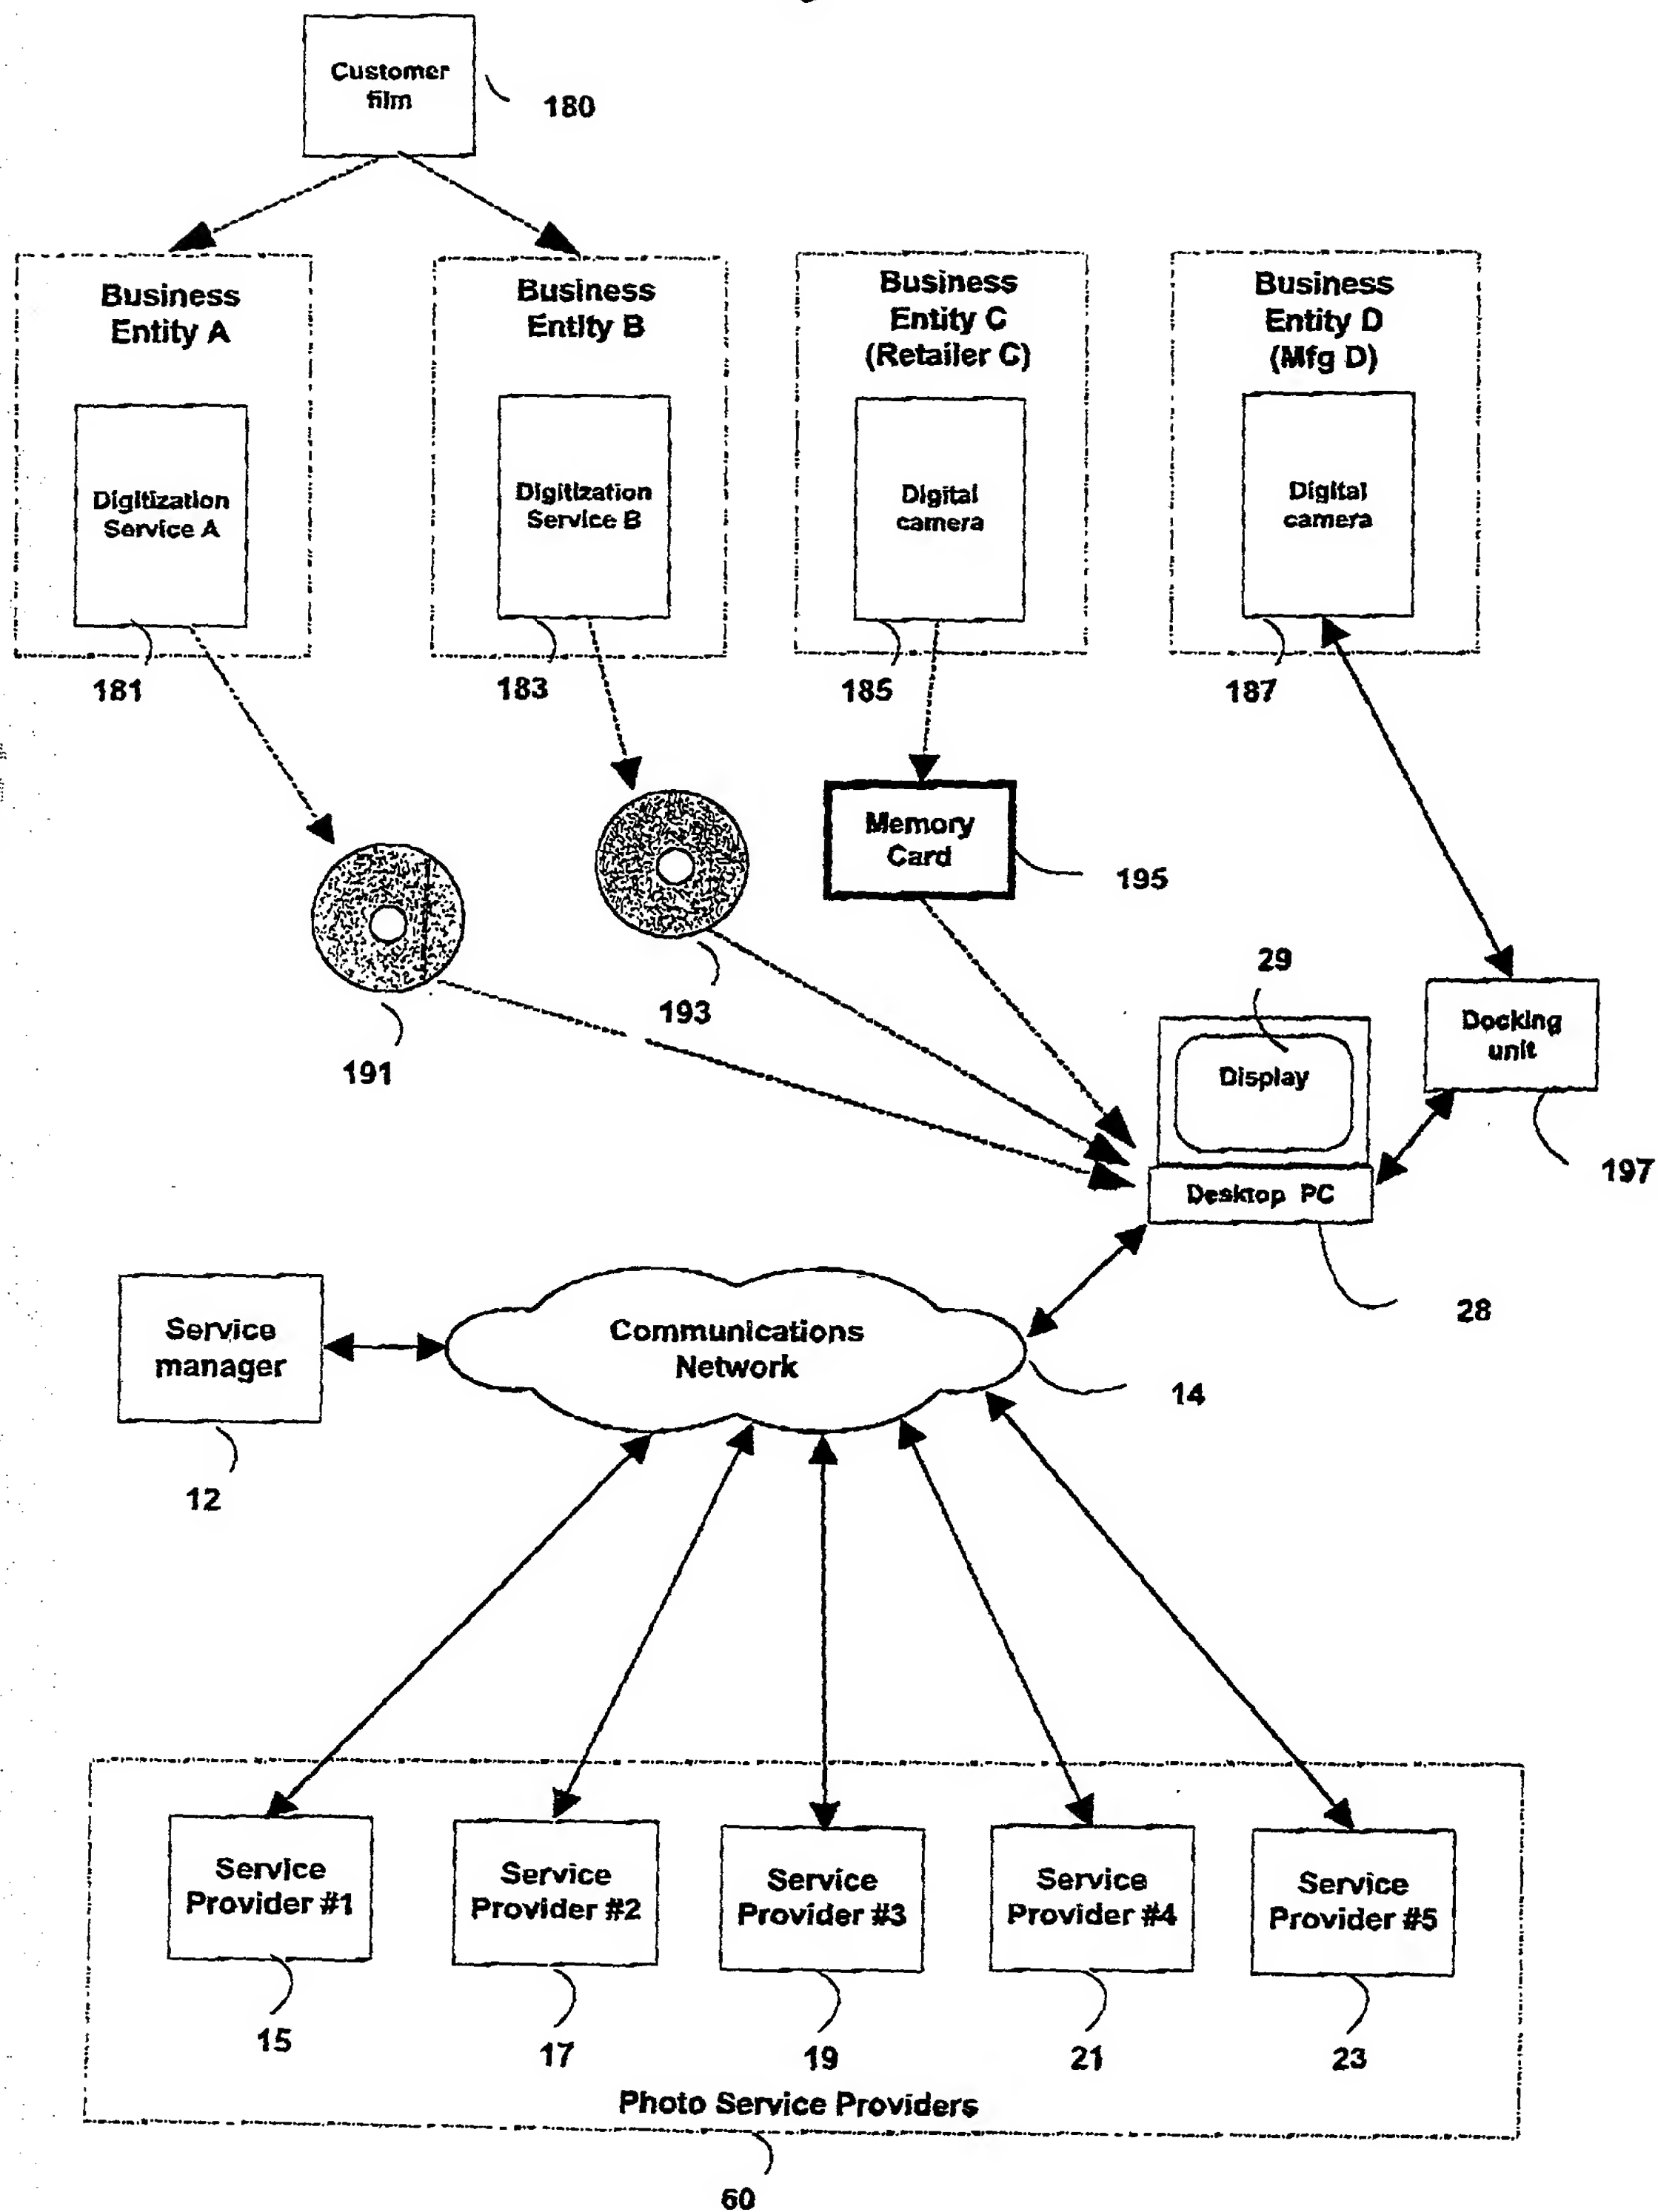 Customer
film
180
Business
Entity A
Business
Entity B
Business
Entity C
(Retailer C)
Business
Entity D
(Mfg D)
Digitization
Service A
Digitization
Service B
Digital
camera
Digital
camera
181
183
185
187
Memory
Card
195
191
193
29
Display
Docking
unit
197
Desktop PC
28
Service
manager
12
Communications
Network
14
Service
Provider #1
Service
Provider #2
Service
Provider #3
Service
Provider #4
Service
Provider #5
15
17
19
21
23
Photo Service Providers
60